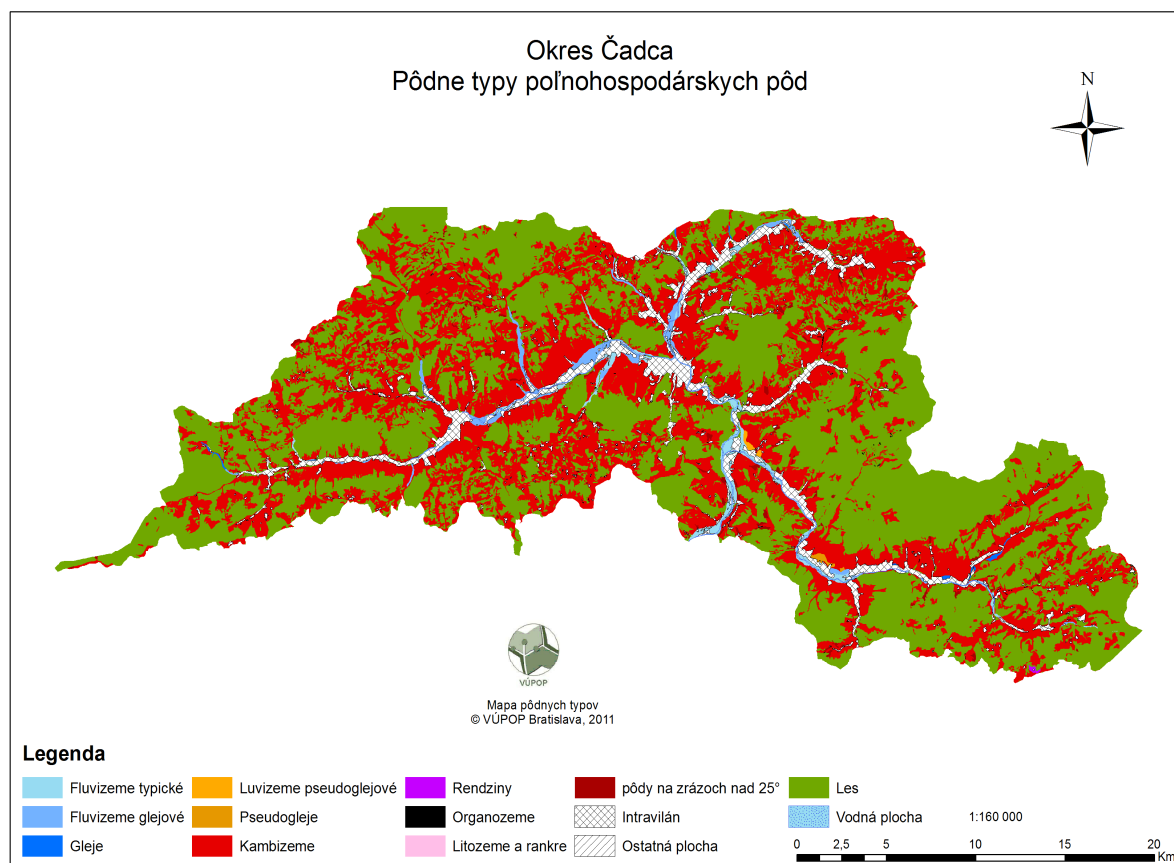 Okres Čadca
Pôdne typy poľnohospodárskych pôd
N
VÚPOP
Mapa pôdnych typov
© VÚPOP Bratislava, 2011
Legenda
Fluvizeme typické
Fluvizeme glejové
Gleje
Luvizeme pseudoglejové
Pseudogleje
Kambizeme
Rendziny
Organozeme
Litozeme a rankre
pôdy na zrázoch nad 25°
Intravilán
Ostatná plocha
Les
Vodná plocha
1:160 000
0 2,5 5 10 15 20
Km